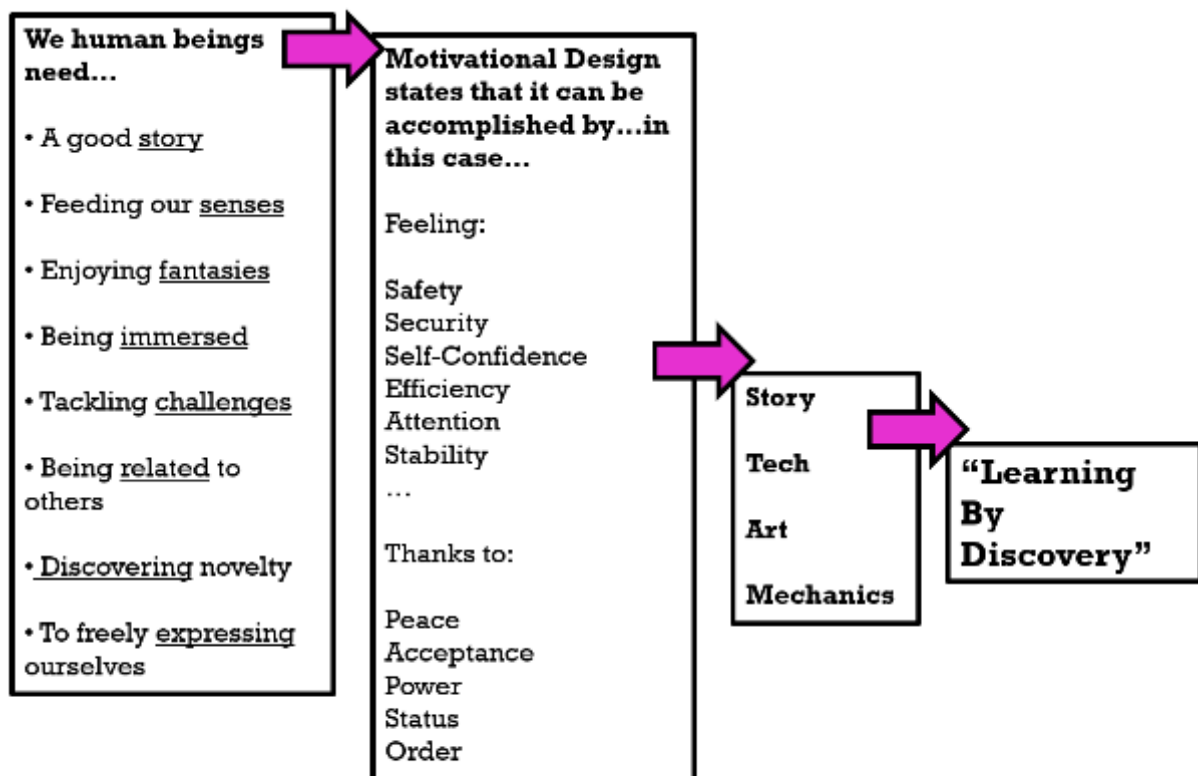 We human beings
need...
• A good story
• Feeding our senses
• Enjoying fantasies
• Being immersed
• Tackling challenges
• Being related to
others
• Discovering novelty
• To freely expressing
ourselves
Motivational Design
states that it can be
accomplished by...in
this case...
Feeling:
Safety
Security
Self-Confidence
Efficiency
Attention
Stability
...
Thanks to:
Peace
Acceptance
Power
Status
Order
Story
Tech
Art
Mechanics
“Learning
By
Discovery”